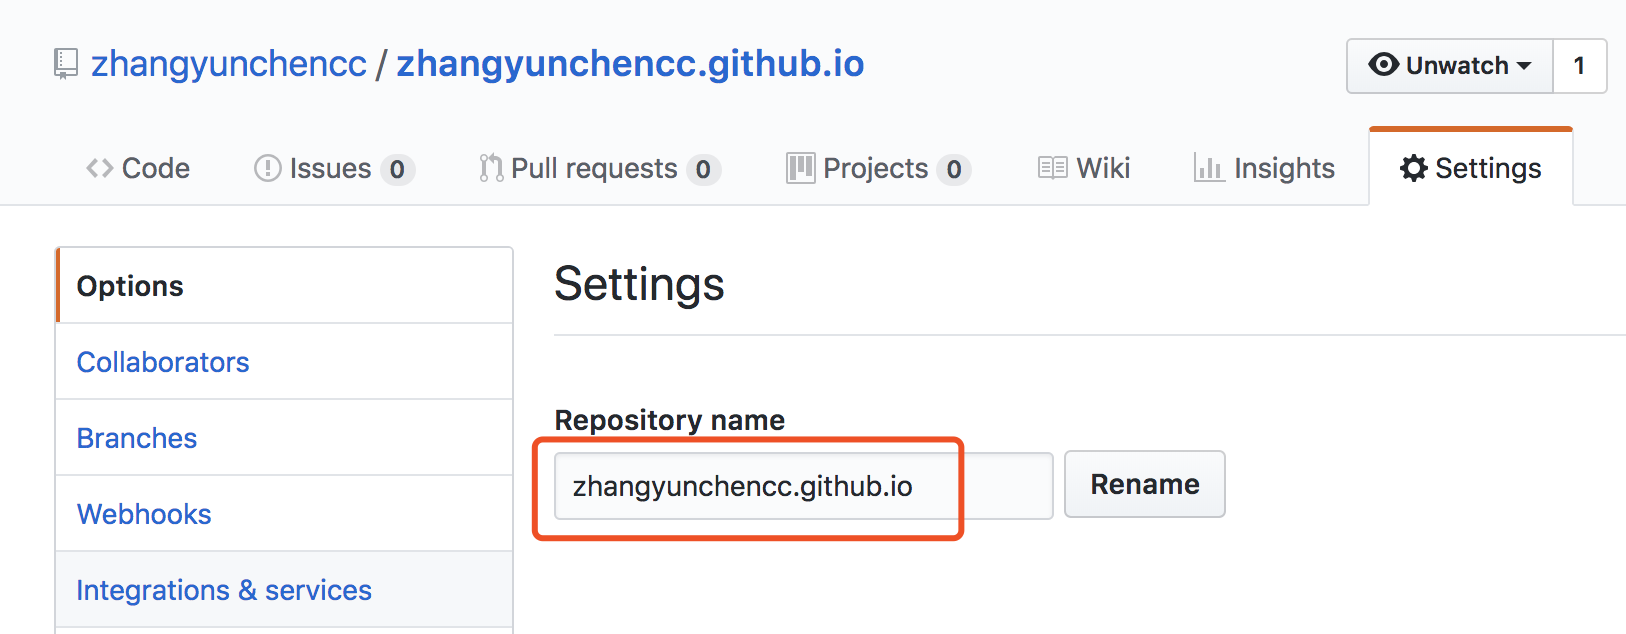 zhangyunchencc / zhangyunchencc.github.io
Unwatch 1
Code Issues 0 Pull requests 0 Projects 0 Wiki Insights Settings
Options
Collaborators
Branches
Webhooks
Integrations & services
Settings
Repository name
zhangyunchencc.github.io Rename